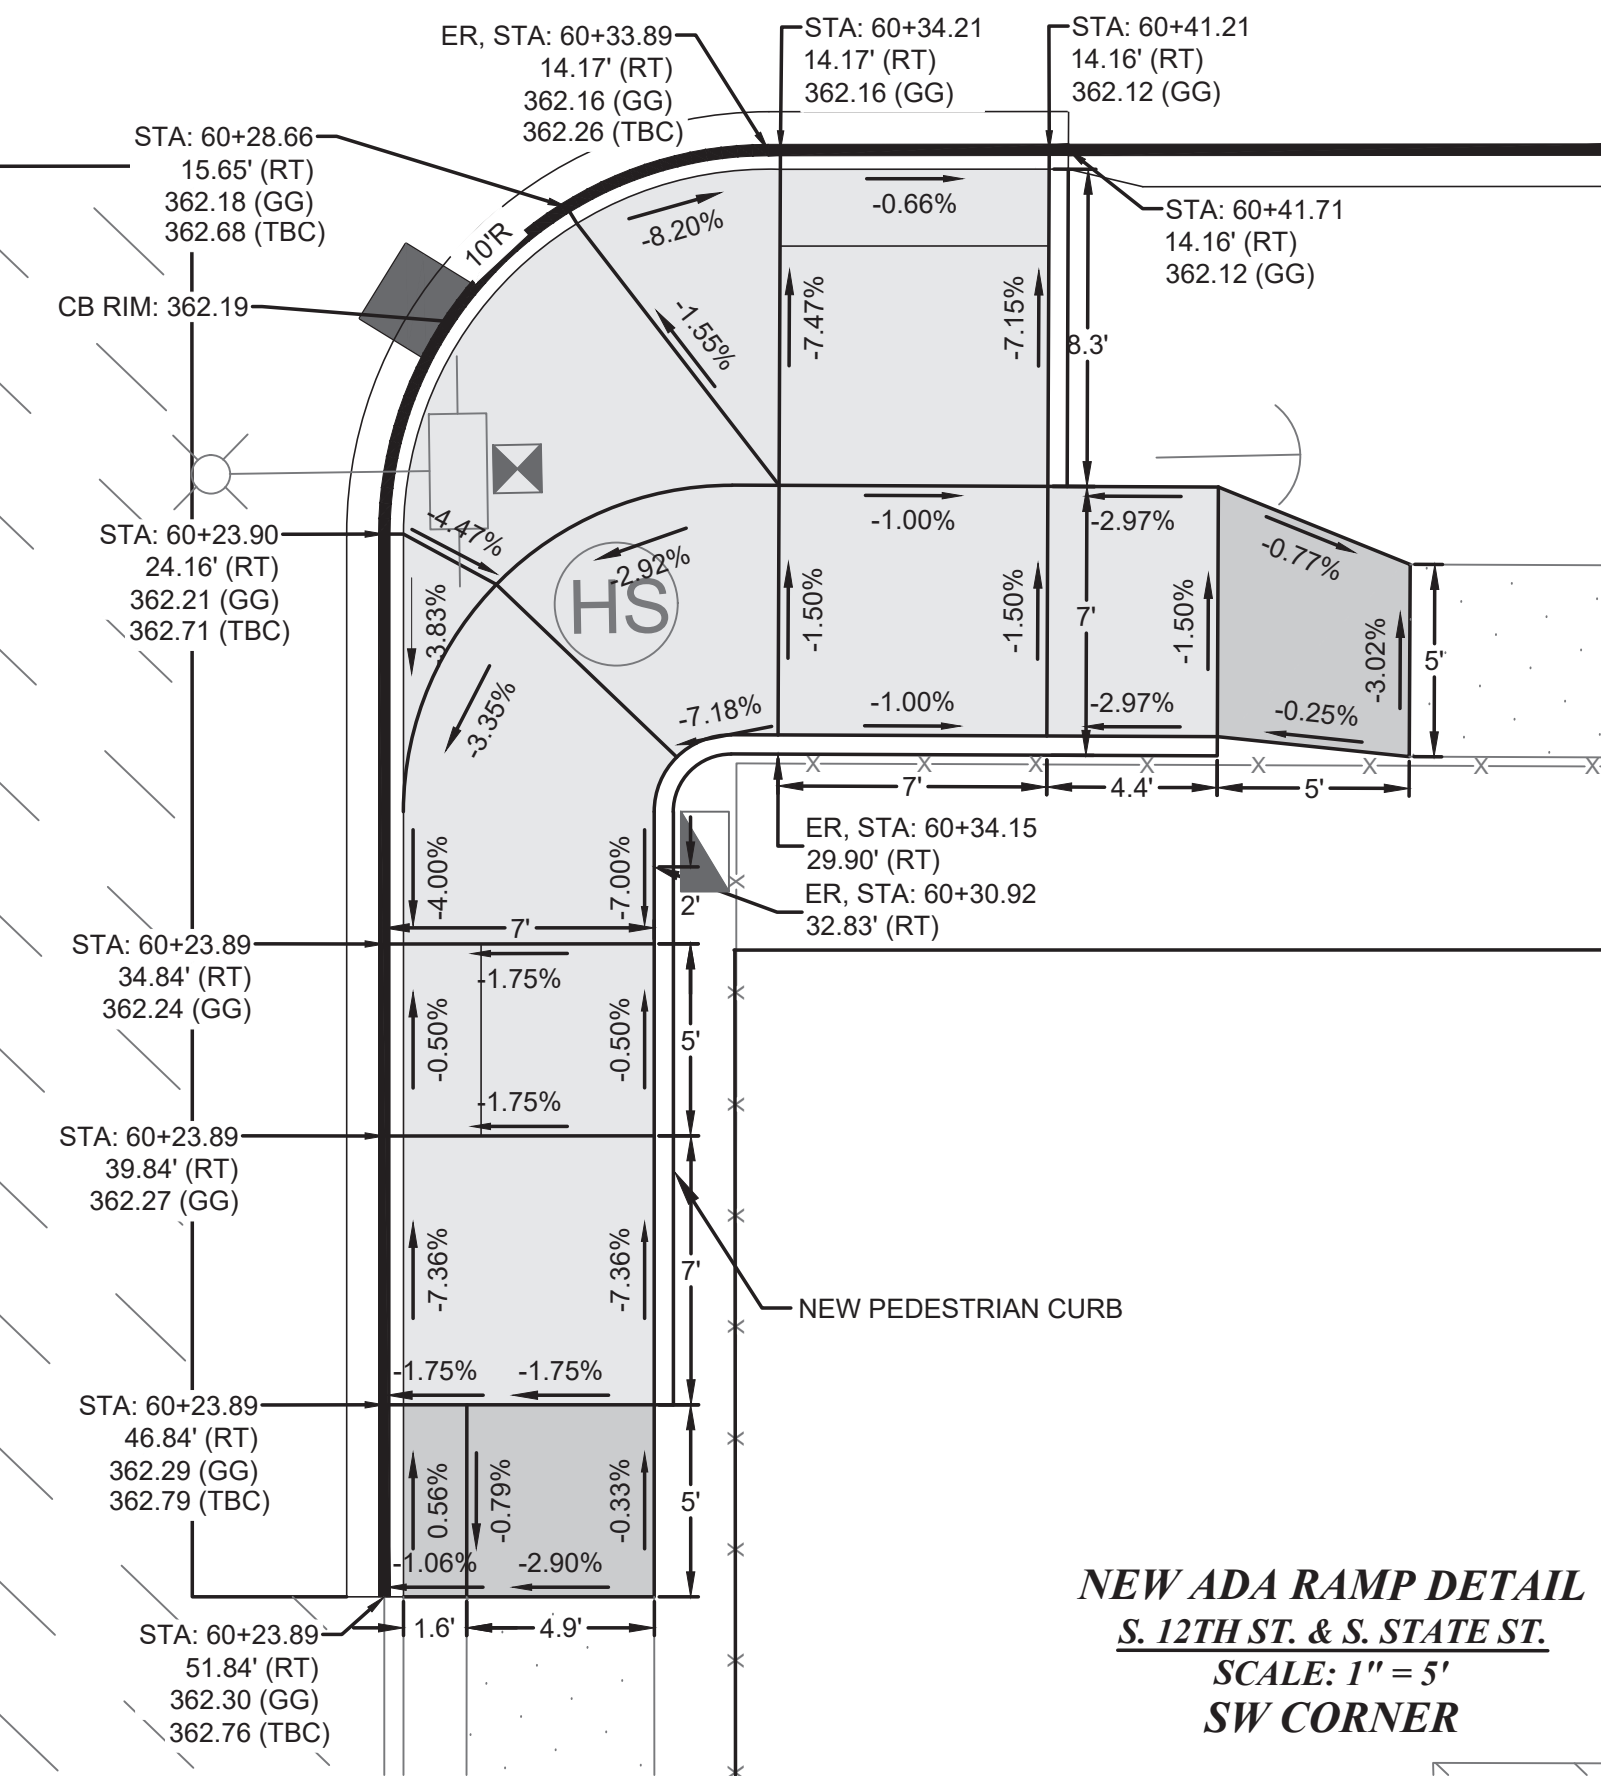 ER, STA: 60+33.89
14.17' (RT)
362.16 (GG)
362.26 (TBC)
STA: 60+34.21
14.17' (RT)
362.16 (GG)
STA: 60+41.21
14.16' (RT)
362.12 (GG)
STA: 60+28.66
15.65' (RT)
362.18 (GG)
362.68 (TBC)
STA: 60+41.71
14.16' (RT)
362.12 (GG)
10'R
-8.20%
-0.66%
CB RIM: 362.19
-1.55%
-7.47%
-7.15%
8.3'
STA: 60+23.90
24.16' (RT)
362.21 (GG)
362.71 (TBC)
-4.47%
-2.92%
HS
-1.00%
-2.97%
-0.77%
-3.83%
-1.50%
-1.50%
-1.50%
7'
-3.02%
5'
-3.35%
-7.18%
-1.00%
-2.97%
-0.25%
X X X X X X X X
7'
4.4'
5'
ER, STA: 60+34.15
29.90' (RT)
ER, STA: 60+30.92
32.83' (RT)
-4.00%
-7.00%
2'
7'
STA: 60+23.89
34.84' (RT)
362.24 (GG)
-1.75%
-0.50%
-0.50%
5'
-1.75%
STA: 60+23.89
39.84' (RT)
362.27 (GG)
-7.36%
-7.36%
7'
NEW PEDESTRIAN CURB
-1.75%
-1.75%
STA: 60+23.89
46.84' (RT)
362.29 (GG)
362.79 (TBC)
0.56%
-0.79%
-0.33%
5'
-1.06%
-2.90%
1.6'
4.9'
STA: 60+23.89
51.84' (RT)
362.30 (GG)
362.76 (TBC)
NEW ADA RAMP DETAIL
S. 12TH ST. & S. STATE ST.
SCALE: 1" = 5'
SW CORNER